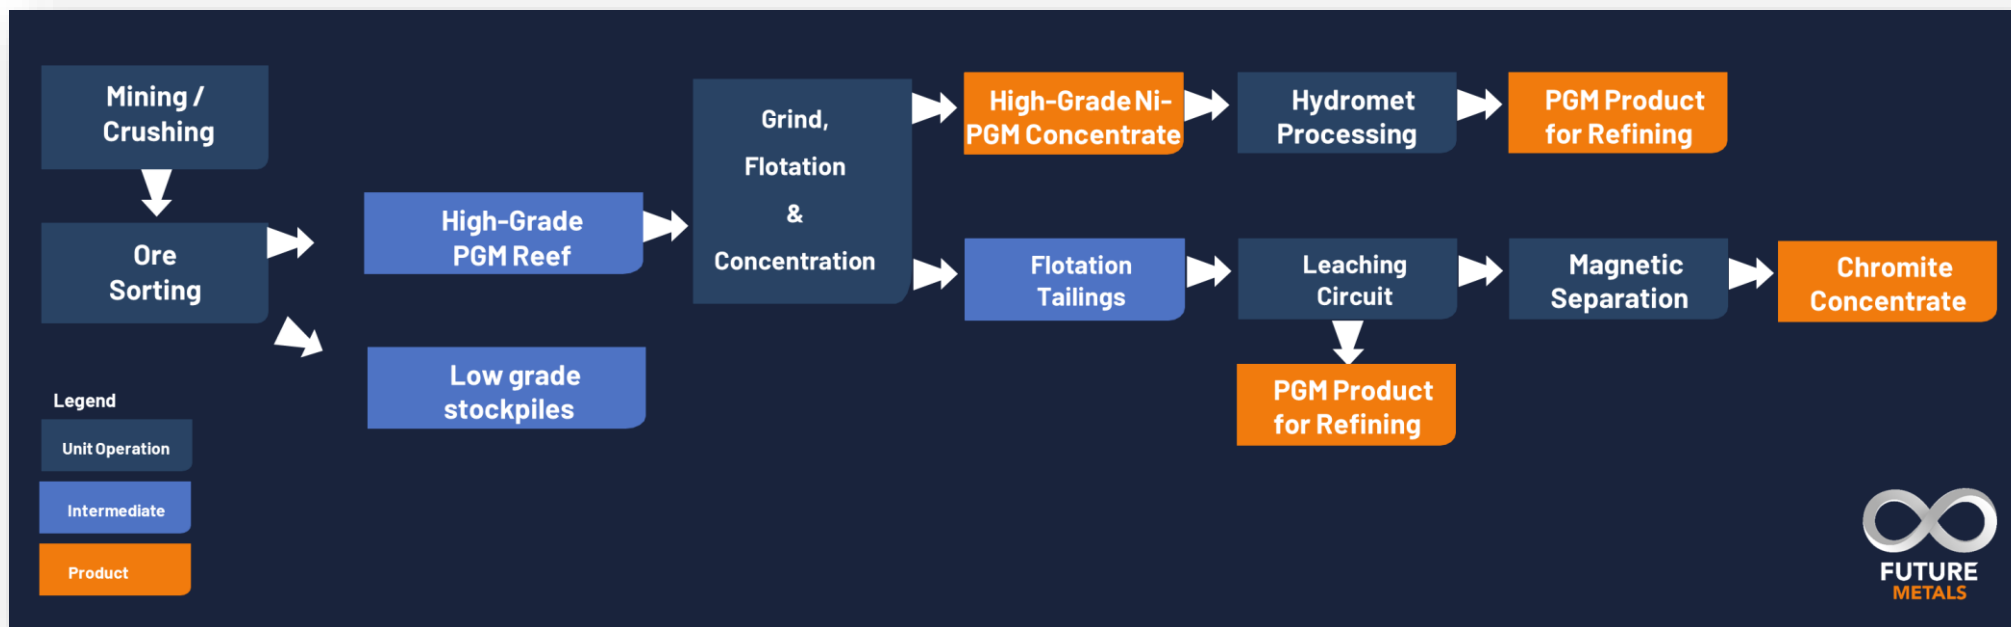 Mining /
Crushing
Ore
Sorting
High-Grade
PGM Reef
Low grade
stockpiles
Grind,
Flotation
&
Concentration
High-Grade Ni-
PGM Concentrate
Hydromet
Processing
PGM Product
for Refining
Flotation
Tailings
Leaching
Circuit
Magnetic
Separation
Chromite
Concentrate
PGM Product
for Refining
Legend
Unit Operation
Intermediate
Product
FUTURE
METALS